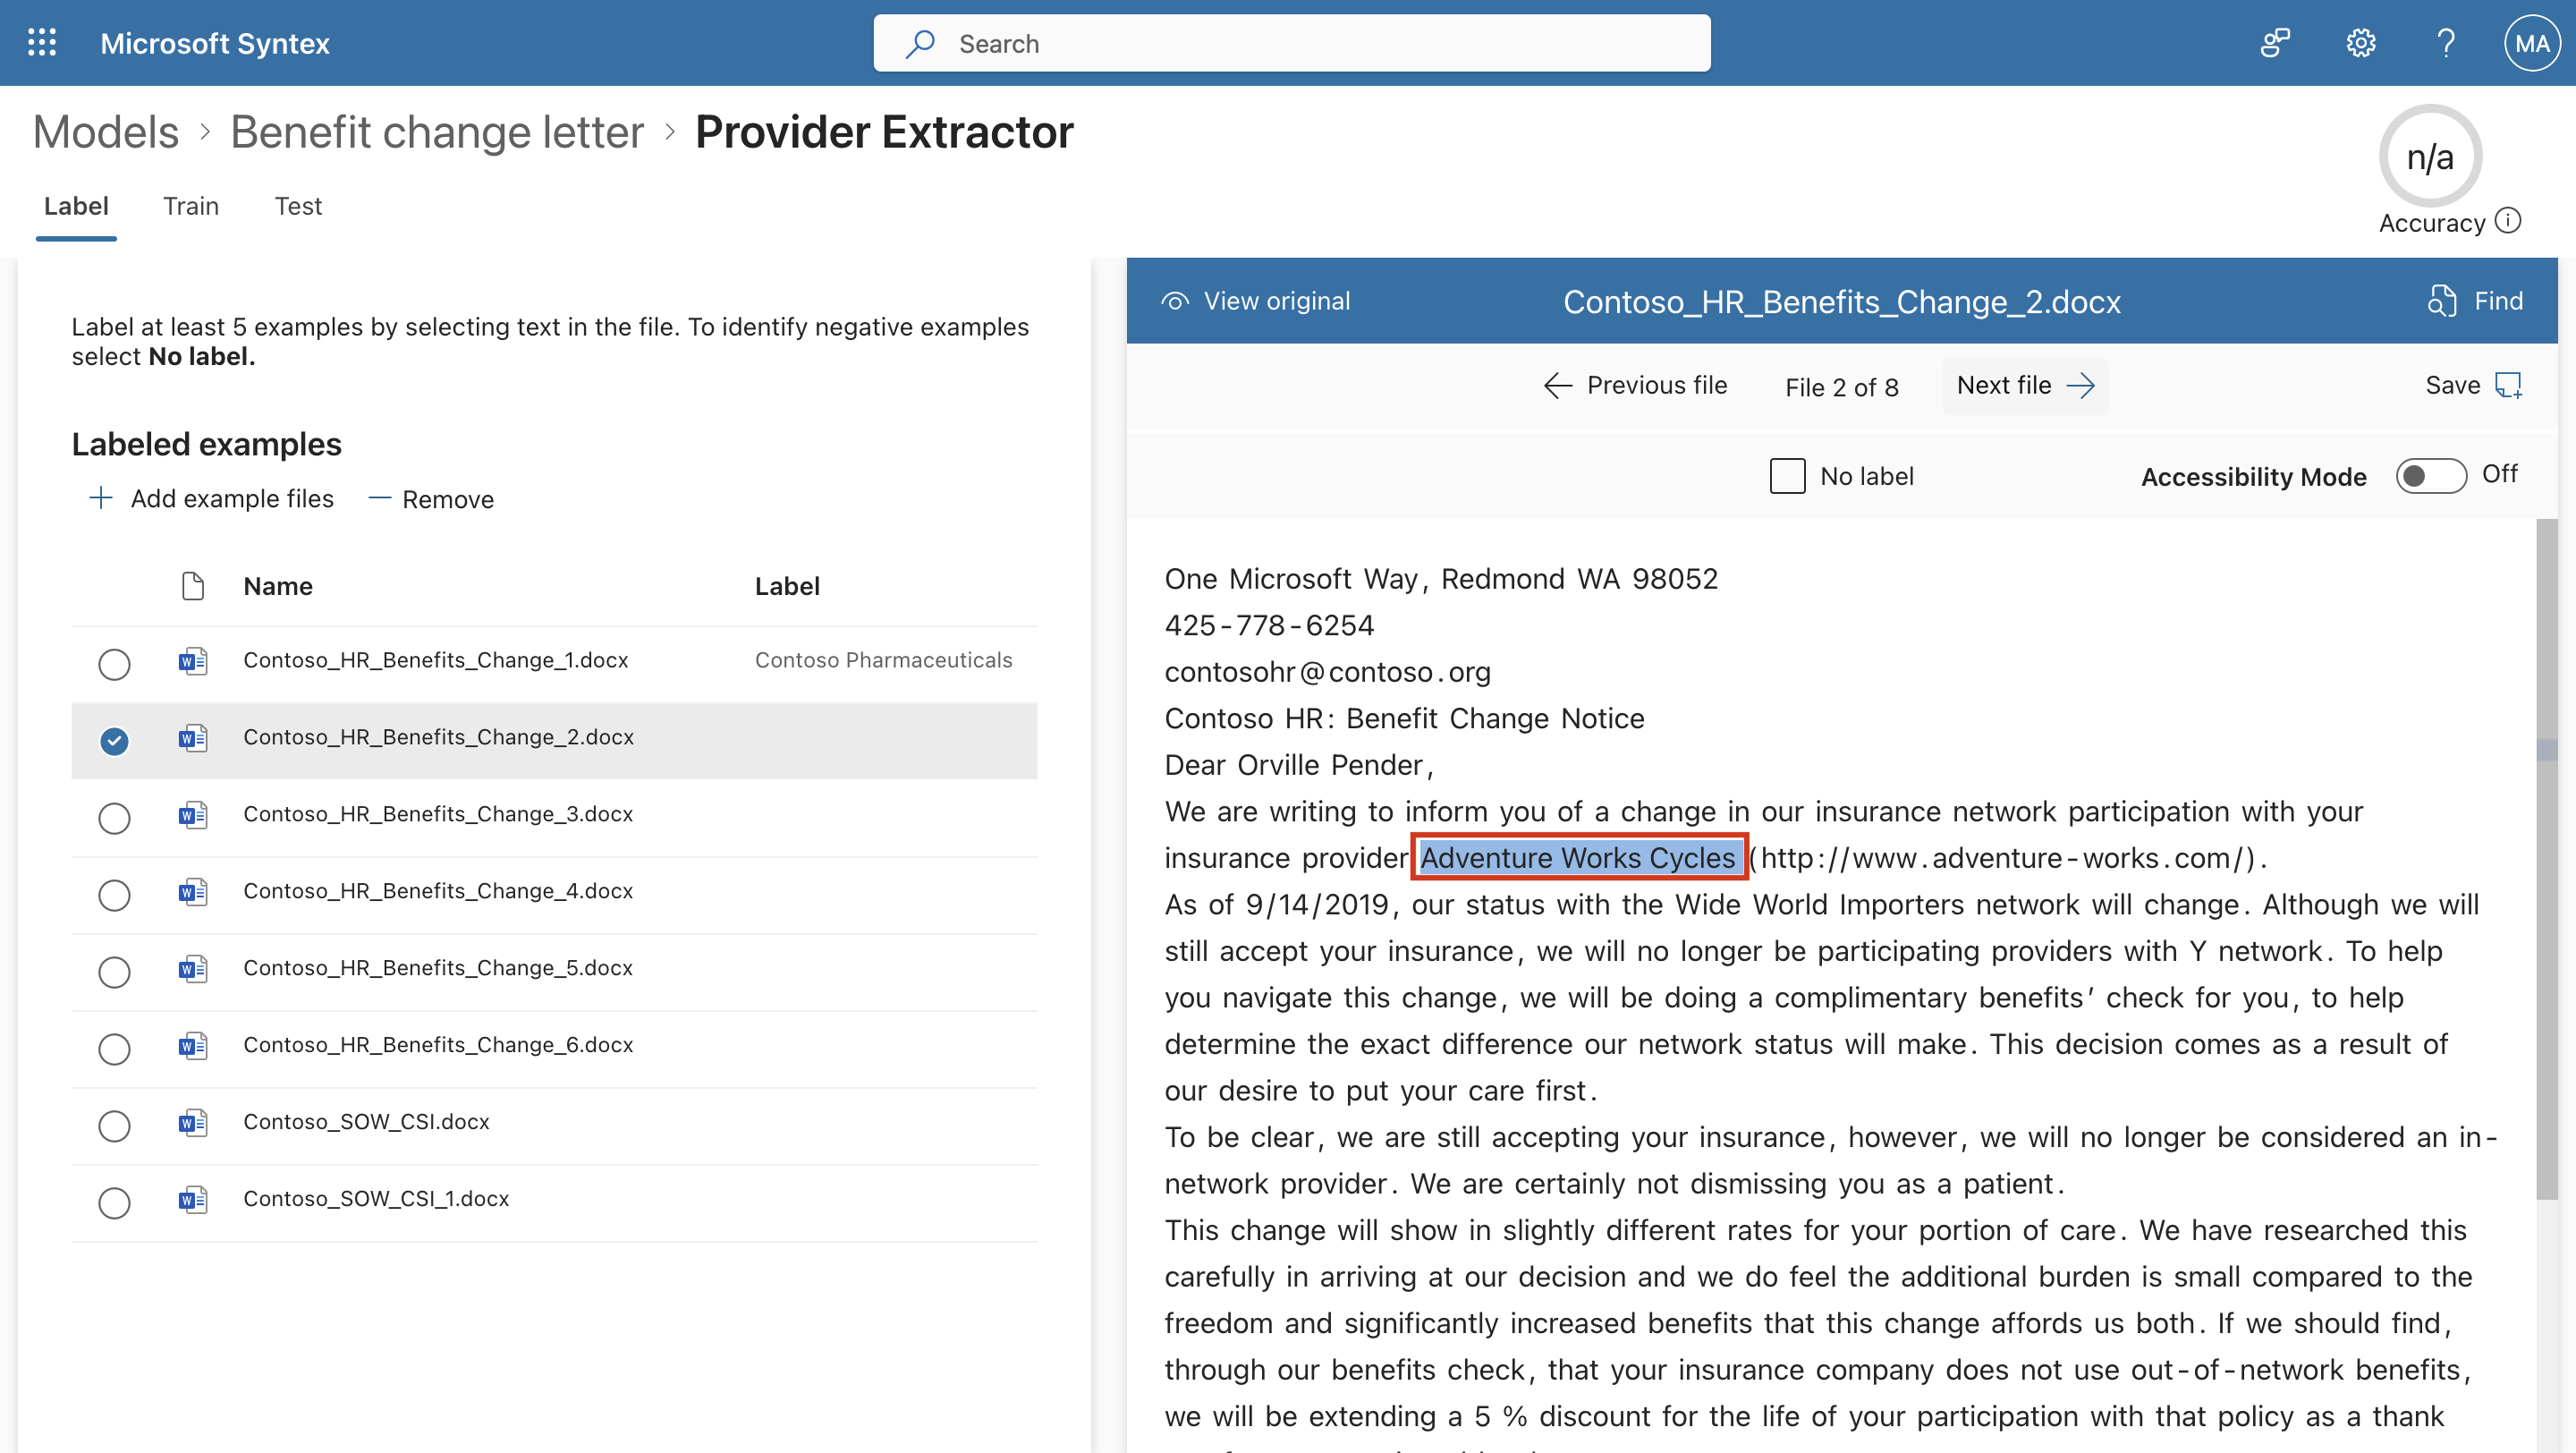 Microsoft Syntex
Search
MA
Models > Benefit change letter > Provider Extractor
n/a
Accuracy
Label Train Test
Label at least 5 examples by selecting text in the file. To identify negative examples
select No label.
Labeled examples
+ Add example files — Remove
Name Label
Contoso_HR_Benefits_Change_1.docx Contoso Pharmaceuticals
Contoso_HR_Benefits_Change_2.docx
Contoso_HR_Benefits_Change_3.docx
Contoso_HR_Benefits_Change_4.docx
Contoso_HR_Benefits_Change_5.docx
Contoso_HR_Benefits_Change_6.docx
Contoso_SOW_CSI.docx
Contoso_SOW_CSI_1.docx
View original Contoso_HR_Benefits_Change_2.docx Find
Previous file File 2 of 8 Next file Save
No label Accessibility Mode Off
One Microsoft Way, Redmond WA 98052
425-778-6254
contosohr@contoso.org
Contoso HR: Benefit Change Notice
Dear Orville Pender,
We are writing to inform you of a change in our insurance network participation with your
insurance provider Adventure Works Cycles (http://www.adventure-works.com/).
As of 9/14/2019, our status with the Wide World Importers network will change. Although we will
still accept your insurance, we will no longer be participating providers with Y network. To help
you navigate this change, we will be doing a complimentary benefits’ check for you, to help
determine the exact difference our network status will make. This decision comes as a result of
our desire to put your care first.
To be clear, we are still accepting your insurance, however, we will no longer be considered an in-
network provider. We are certainly not dismissing you as a patient.
This change will show in slightly different rates for your portion of care. We have researched this
carefully in arriving at our decision and we do feel the additional burden is small compared to the
freedom and significantly increased benefits that this change affords us both. If we should find,
through our benefits check, that your insurance company does not use out-of-network benefits,
we will be extending a 5 % discount for the life of your participation with that policy as a thank